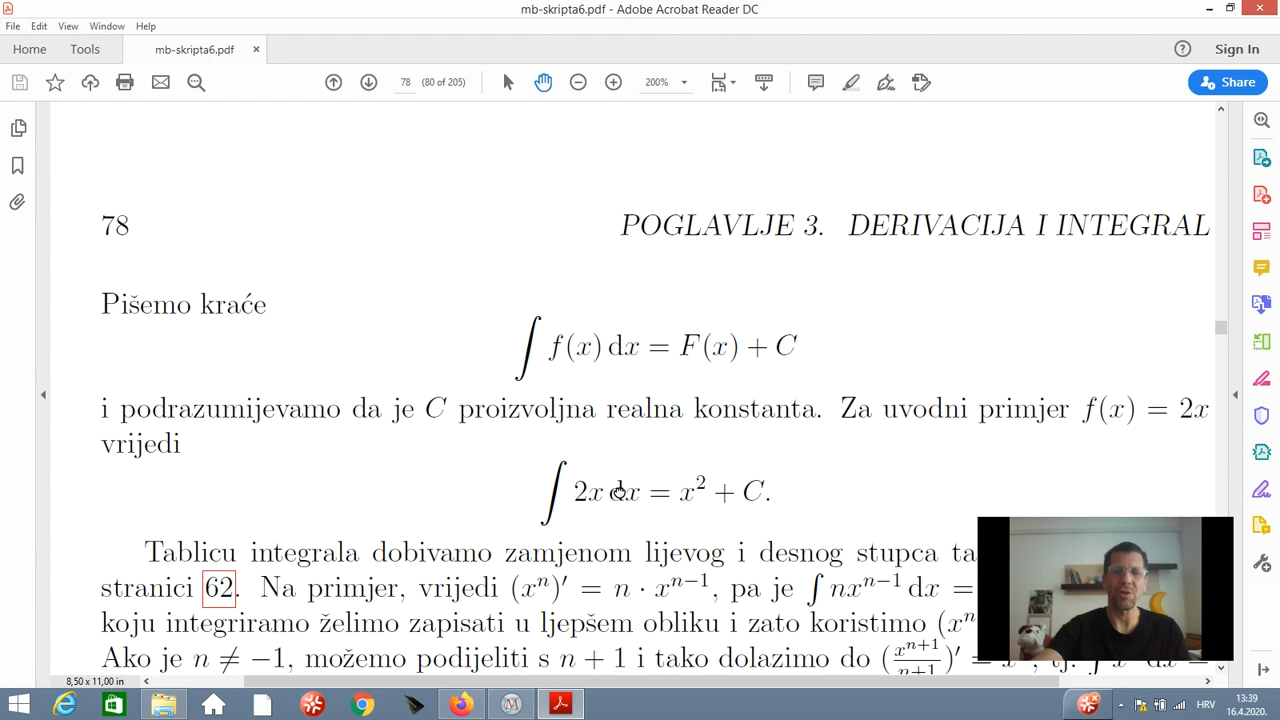 mb-skripta6.pdf - Adobe Acrobat Reader DC
File Edit View Window Help
Home Tools mb-skripta6.pdf × Sign In
78 (80 of 205) 200% Share
78 POGLAVLJE 3. DERIVACIJA I INTEGRAL
Pišemo kraće
∫ f(x) dx = F(x) + C
i podrazumijevamo da je C proizvoljna realna konstanta. Za uvodni primjer f(x) = 2x
vrijedi
∫ 2x dx = x² + C.
Tablicu integrala dobivamo zamjenom lijevog i desnog stupca
stranici 62. Na primjer, vrijedi (xⁿ)′ = n · xⁿ⁻¹, pa je ∫ nxⁿ⁻¹ dx =
koju integriramo želimo zapisati u ljepšem obliku i zato koristimo
Ako je n ≠ −1, možemo podijeliti s n + 1 i tako dolazimo do (xⁿ⁺¹/n+1)′ =
8,50 x 11,00 in
HRV 13:39
16.4.2020.